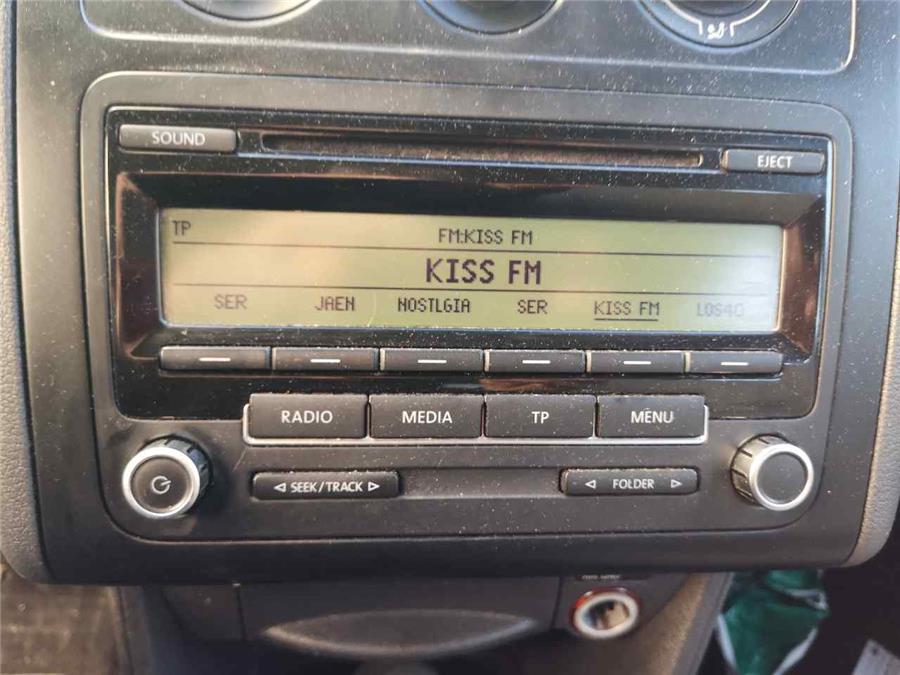 SOUND
EJECT
TP FM:KISS FM
KISS FM
SER JAEN NOSTLGIA SER KISS FM LOS40
RADIO MEDIA TP MENU
SEEK/TRACK FOLDER